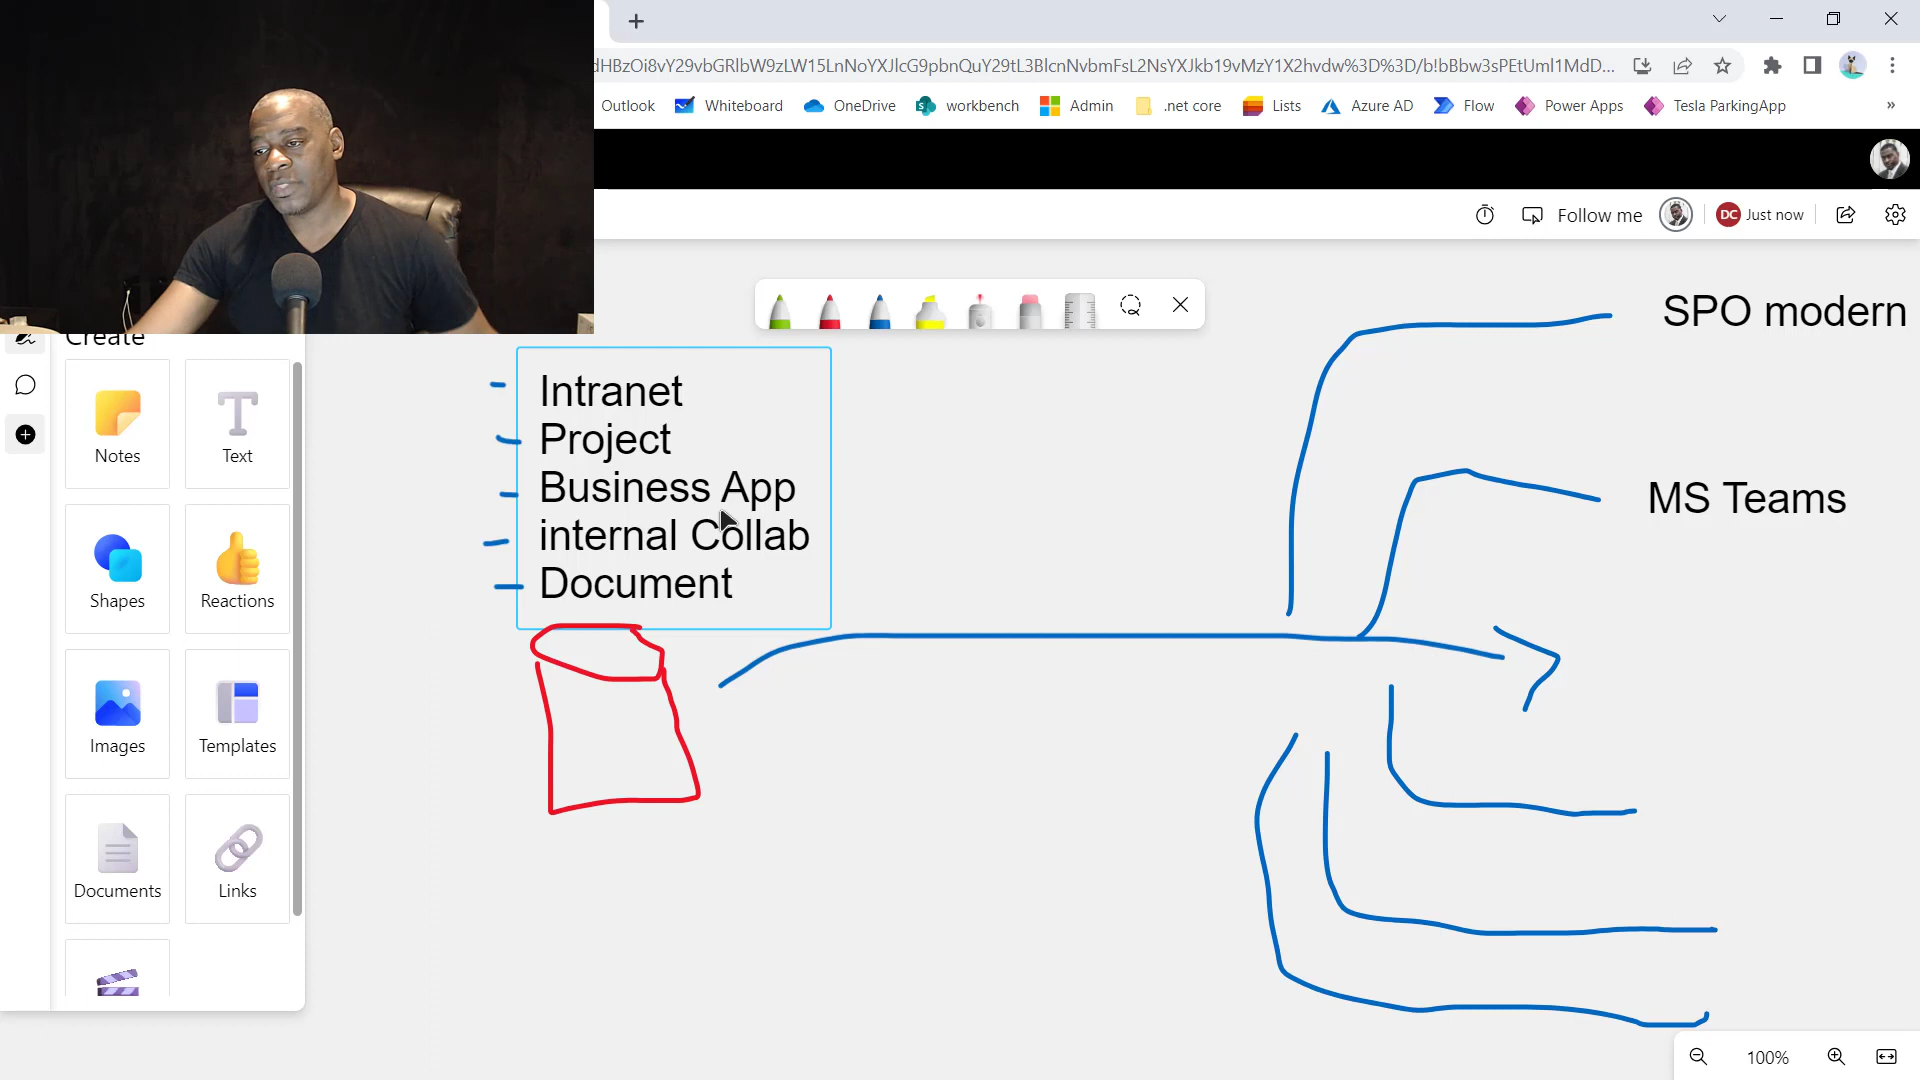 dHBzOi8vY29vbGRlbW9zLW15LnNoYXJlcG9pbnQuY29tL3BlcnNvbmFsL2NsYXJkb19vMzY1X2hvdw%3D%3D/b!bBbw3sPEtUml1MdD...
Outlook Whiteboard OneDrive workbench Admin .net core Lists Azure AD Flow Power Apps Tesla ParkingApp »
Follow me DC Just now
Create
Notes Text
Shapes Reactions
Images Templates
Documents Links
Intranet
Project
Business App
internal Collab
Document
SPO modern
MS Teams
100%